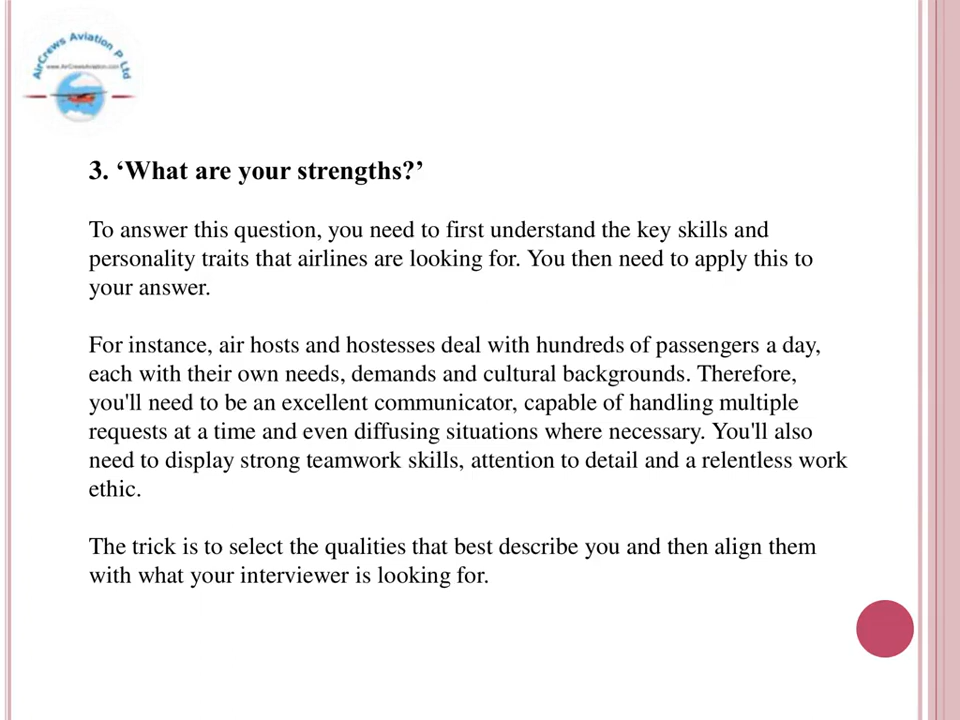 AirCrews Aviation P Ltd
www.AirCrewsAviation.com
3. ‘What are your strengths?’
To answer this question, you need to first understand the key skills and
personality traits that airlines are looking for. You then need to apply this to
your answer.
For instance, air hosts and hostesses deal with hundreds of passengers a day,
each with their own needs, demands and cultural backgrounds. Therefore,
you'll need to be an excellent communicator, capable of handling multiple
requests at a time and even diffusing situations where necessary. You'll also
need to display strong teamwork skills, attention to detail and a relentless work
ethic.
The trick is to select the qualities that best describe you and then align them
with what your interviewer is looking for.